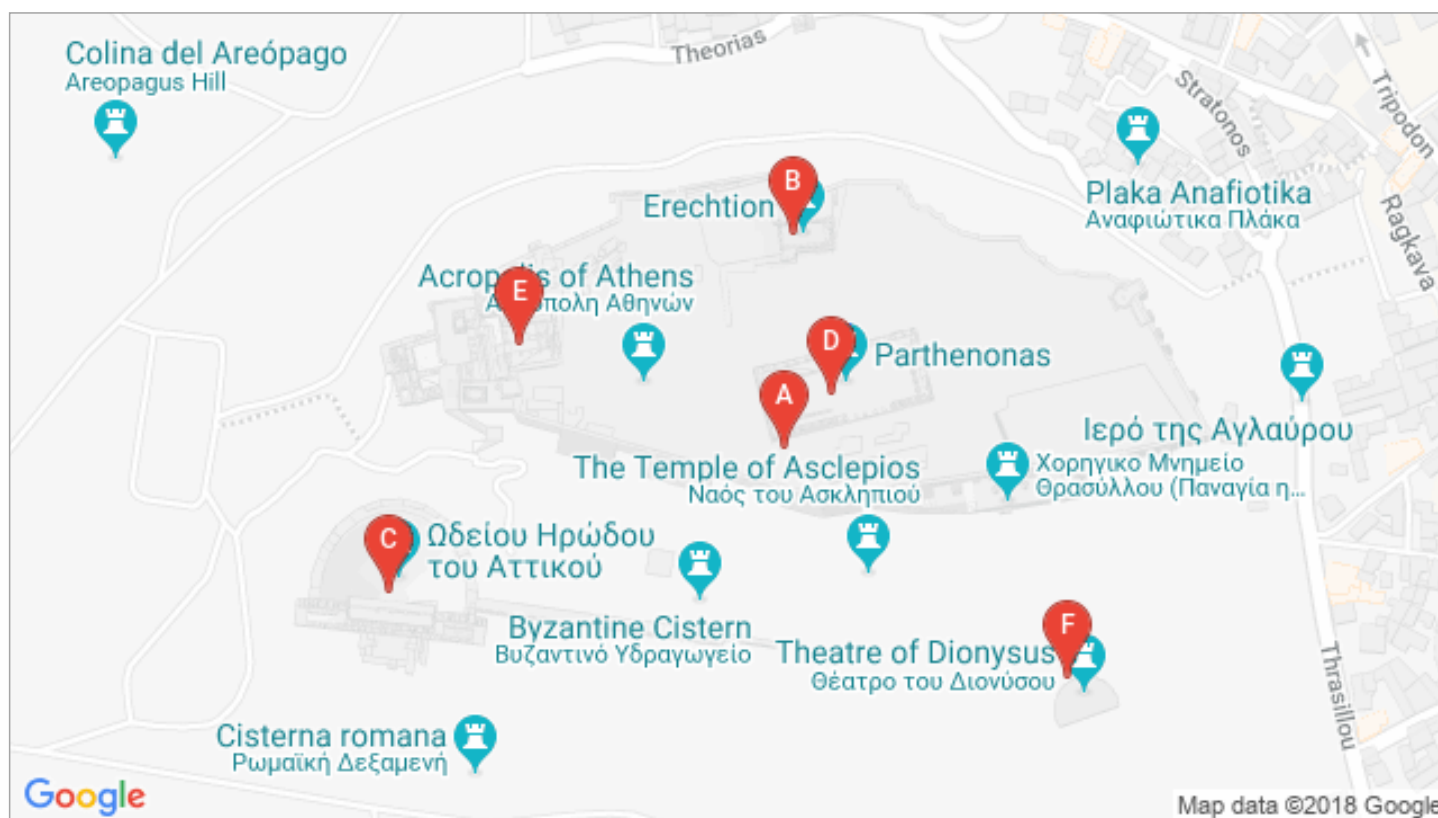 Colina del Areópago
Areopagus Hill
Theorias
Stratonos
Tripodon
Ragkava
Plaka Anafiotika
Αναφιώτικα Πλάκα
B
Erechtion
Acropolis of Athens
Ακρόπολη Αθηνών
E
D
Parthenonas
A
Ιερό της Αγλαύρου
The Temple of Asclepios
Ναός του Ασκληπιού
Χορηγικο Μνημείο
Θρασύλλου (Παναγία η...
C
Ωδείου Ηρώδου
του Αττικού
Byzantine Cistern
Βυζαντινό Υδραγωγείο
F
Theatre of Dionysus
Θέατρο του Διονύσου
Thrasillou
Cisterna romana
Ρωμαϊκή Δεξαμενή
Google
Map data ©2018 Google